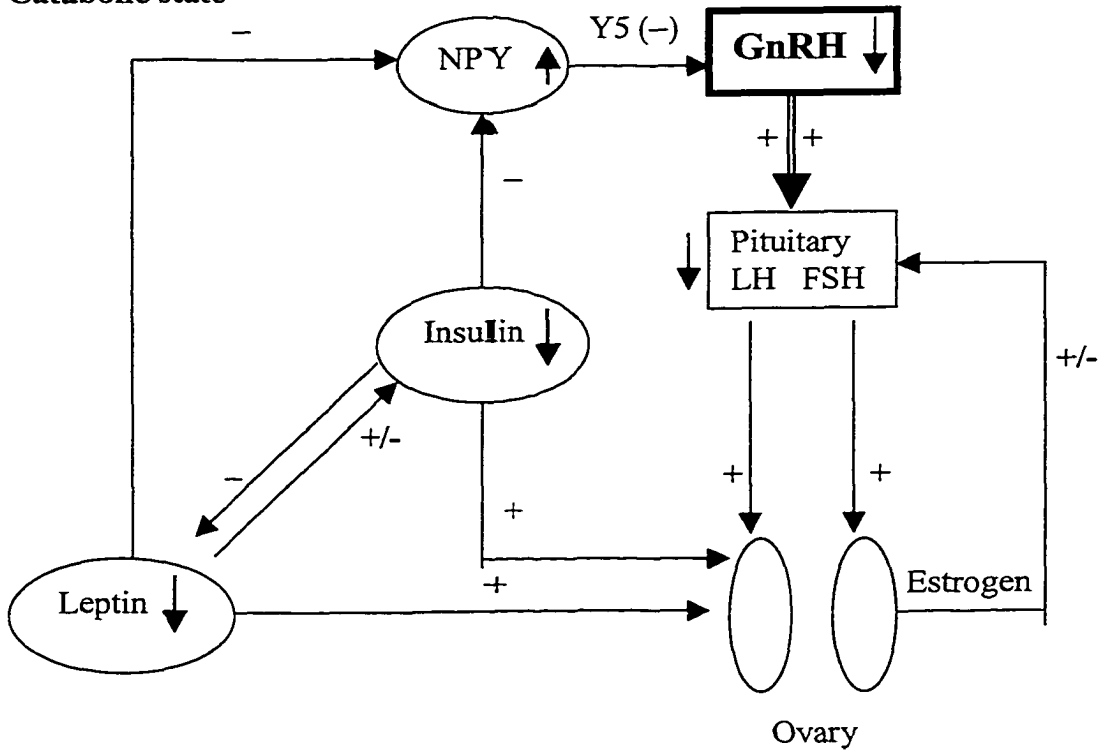 Catabolic state
–
NPY
Y5 (–)
GnRH
+ +
–
Pituitary
LH FSH
Insulin
+/-
+/-
–
+
+
+
+
Leptin
Estrogen
Ovary